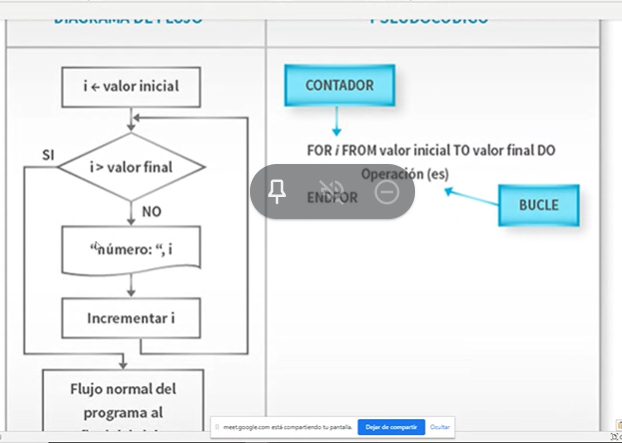 DIAGRAMA DE FLUJO
PSEUDOCÓDIGO
i ← valor inicial
SI
i > valor final
NO
“número: “, i
Incrementar i
Flujo normal del
programa al
CONTADOR
FOR i FROM valor inicial TO valor final DO
Operación (es)
ENDFOR
BUCLE
meet.google.com está compartiendo tu pantalla.
Dejar de compartir
Ocultar